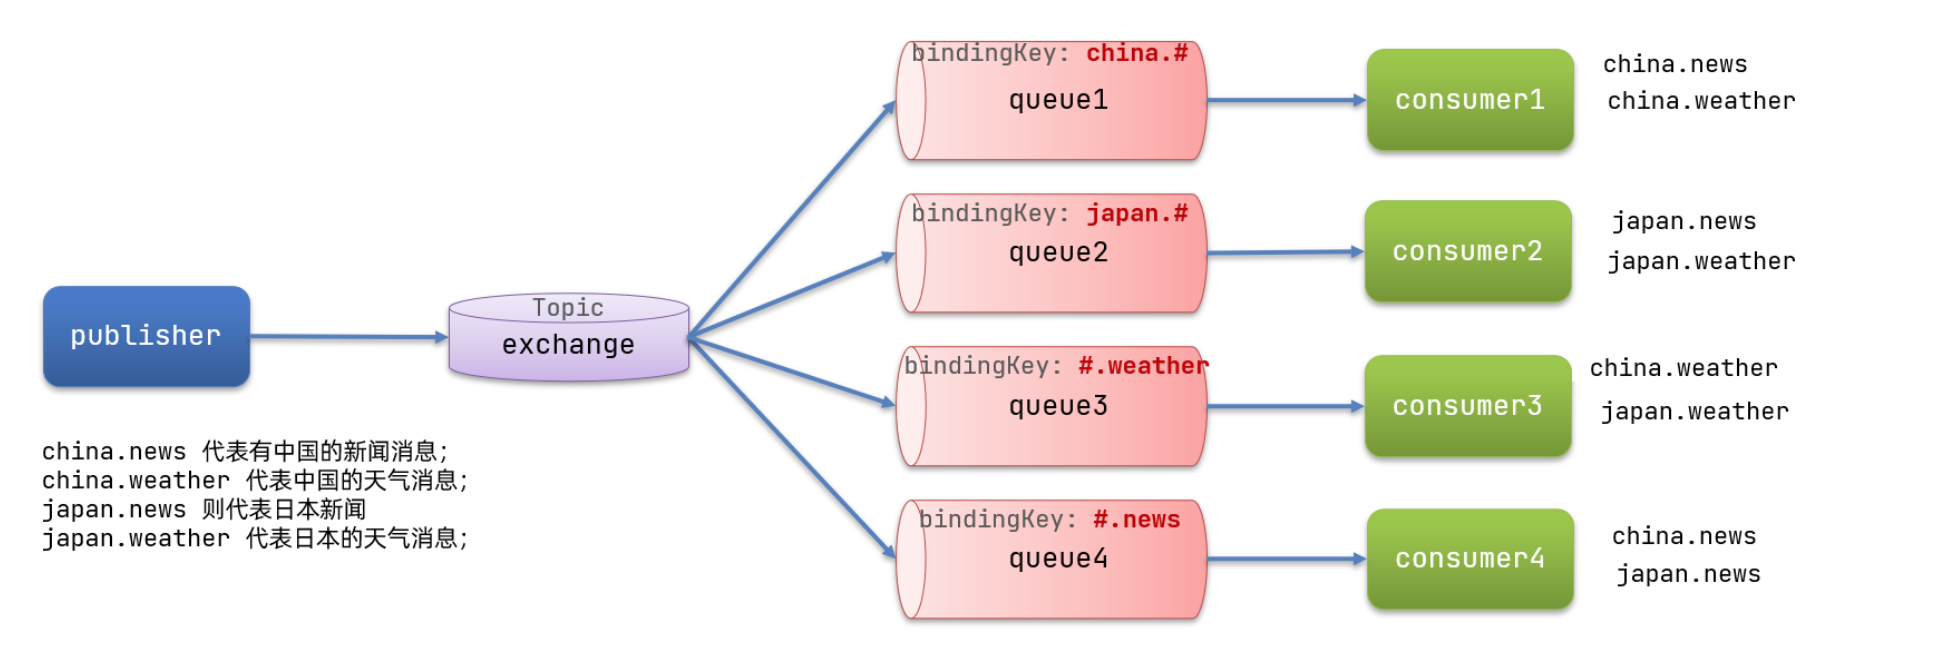 bindingKey: china.#
queue1
consumer1
china.news
china.weather
bindingKey: japan.#
queue2
consumer2
japan.news
japan.weather
publisher
Topic
exchange
bindingKey: #.weather
queue3
consumer3
china.weather
japan.weather
china.news 代表有中国的新闻消息;
china.weather 代表中国的天气消息;
japan.news 则代表日本新闻
japan.weather 代表日本的天气消息;
bindingKey: #.news
queue4
consumer4
china.news
japan.news